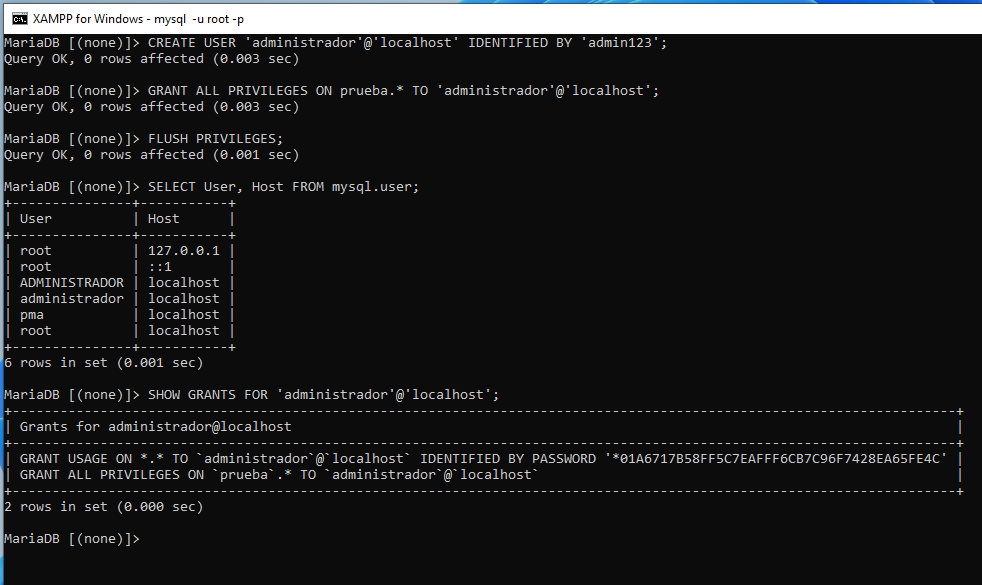 XAMPP for Windows - mysql  -u root -p
MariaDB [(none)]> CREATE USER 'administrador'@'localhost' IDENTIFIED BY 'admin123';
Query OK, 0 rows affected (0.003 sec)
MariaDB [(none)]> GRANT ALL PRIVILEGES ON prueba.* TO 'administrador'@'localhost';
Query OK, 0 rows affected (0.003 sec)
MariaDB [(none)]> FLUSH PRIVILEGES;
Query OK, 0 rows affected (0.001 sec)
MariaDB [(none)]> SELECT User, Host FROM mysql.user;
+---------------+-----------+
| User          | Host      |
+---------------+-----------+
| root          | 127.0.0.1 |
| root          | ::1       |
| ADMINISTRADOR | localhost |
| administrador | localhost |
| pma           | localhost |
| root          | localhost |
+---------------+-----------+
6 rows in set (0.001 sec)
MariaDB [(none)]> SHOW GRANTS FOR 'administrador'@'localhost';
+----------------------------------------------------------------------------------------------------------------------+
| Grants for administrador@localhost                                                                                   |
+----------------------------------------------------------------------------------------------------------------------+
| GRANT USAGE ON *.* TO `administrador`@`localhost` IDENTIFIED BY PASSWORD '*01A6717B58FF5C7EAFFF6CB7C96F7428EA65FE4C' |
| GRANT ALL PRIVILEGES ON `prueba`.* TO `administrador`@`localhost`                                                    |
+----------------------------------------------------------------------------------------------------------------------+
2 rows in set (0.000 sec)
MariaDB [(none)]>